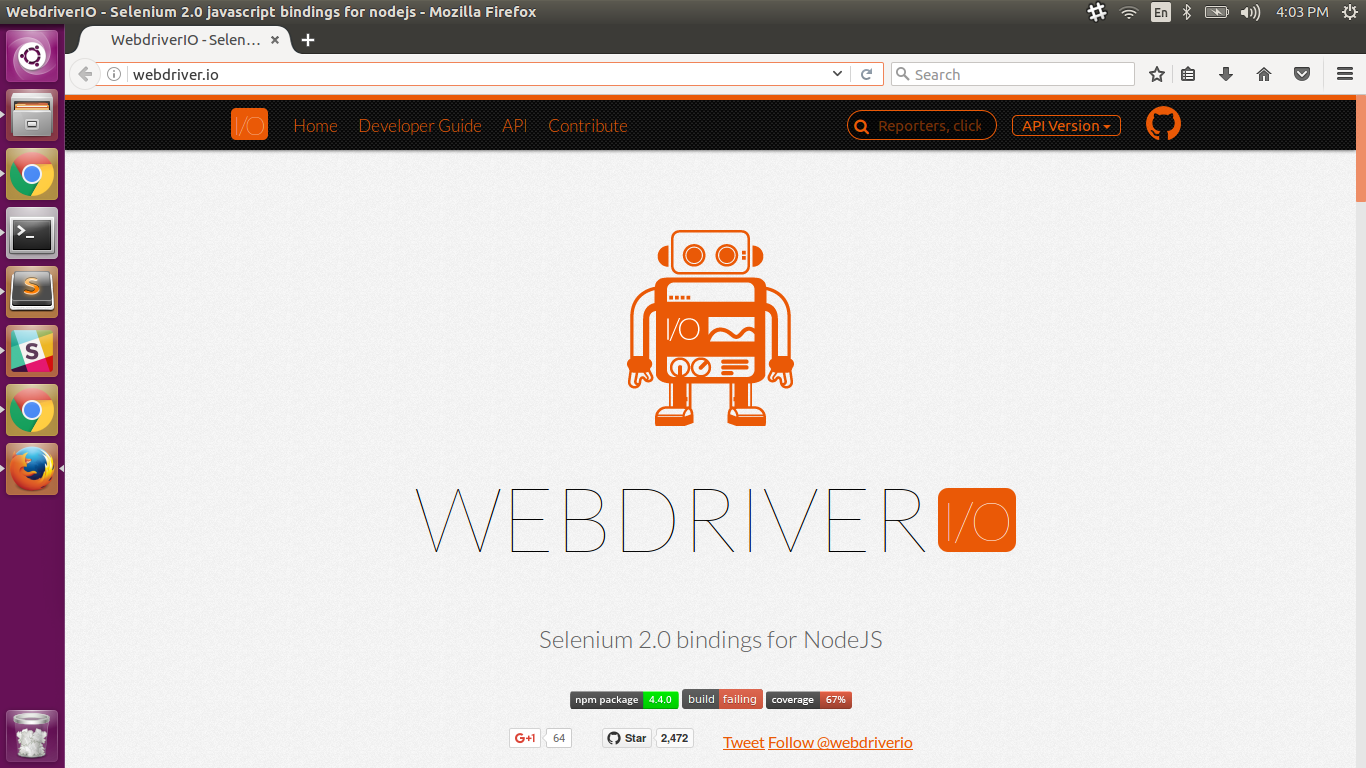 WebdriverIO - Selenium 2.0 javascript bindings for nodejs - Mozilla Firefox
En
4:03 PM
WebdriverIO - Selen...
webdriver.io
Search
I/O
Home
Developer Guide
API
Contribute
Reporters, click
API Version
I/O
WEBDRIVER I/O
Selenium 2.0 bindings for NodeJS
npm package 4.4.0
build failing
coverage 67%
G+1
64
Star
2,472
Tweet Follow @webdriverio